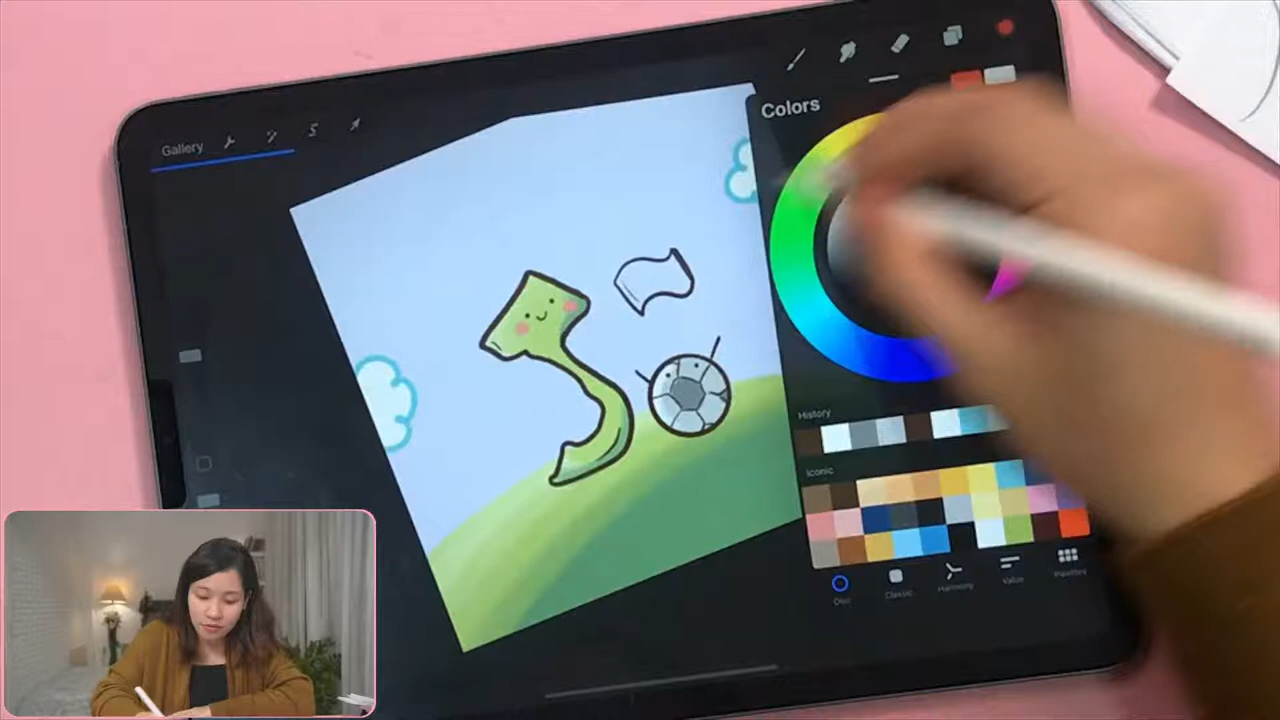 Gallery
Colors
History
Iconic
Disc
Classic
Harmony
Value
Palettes